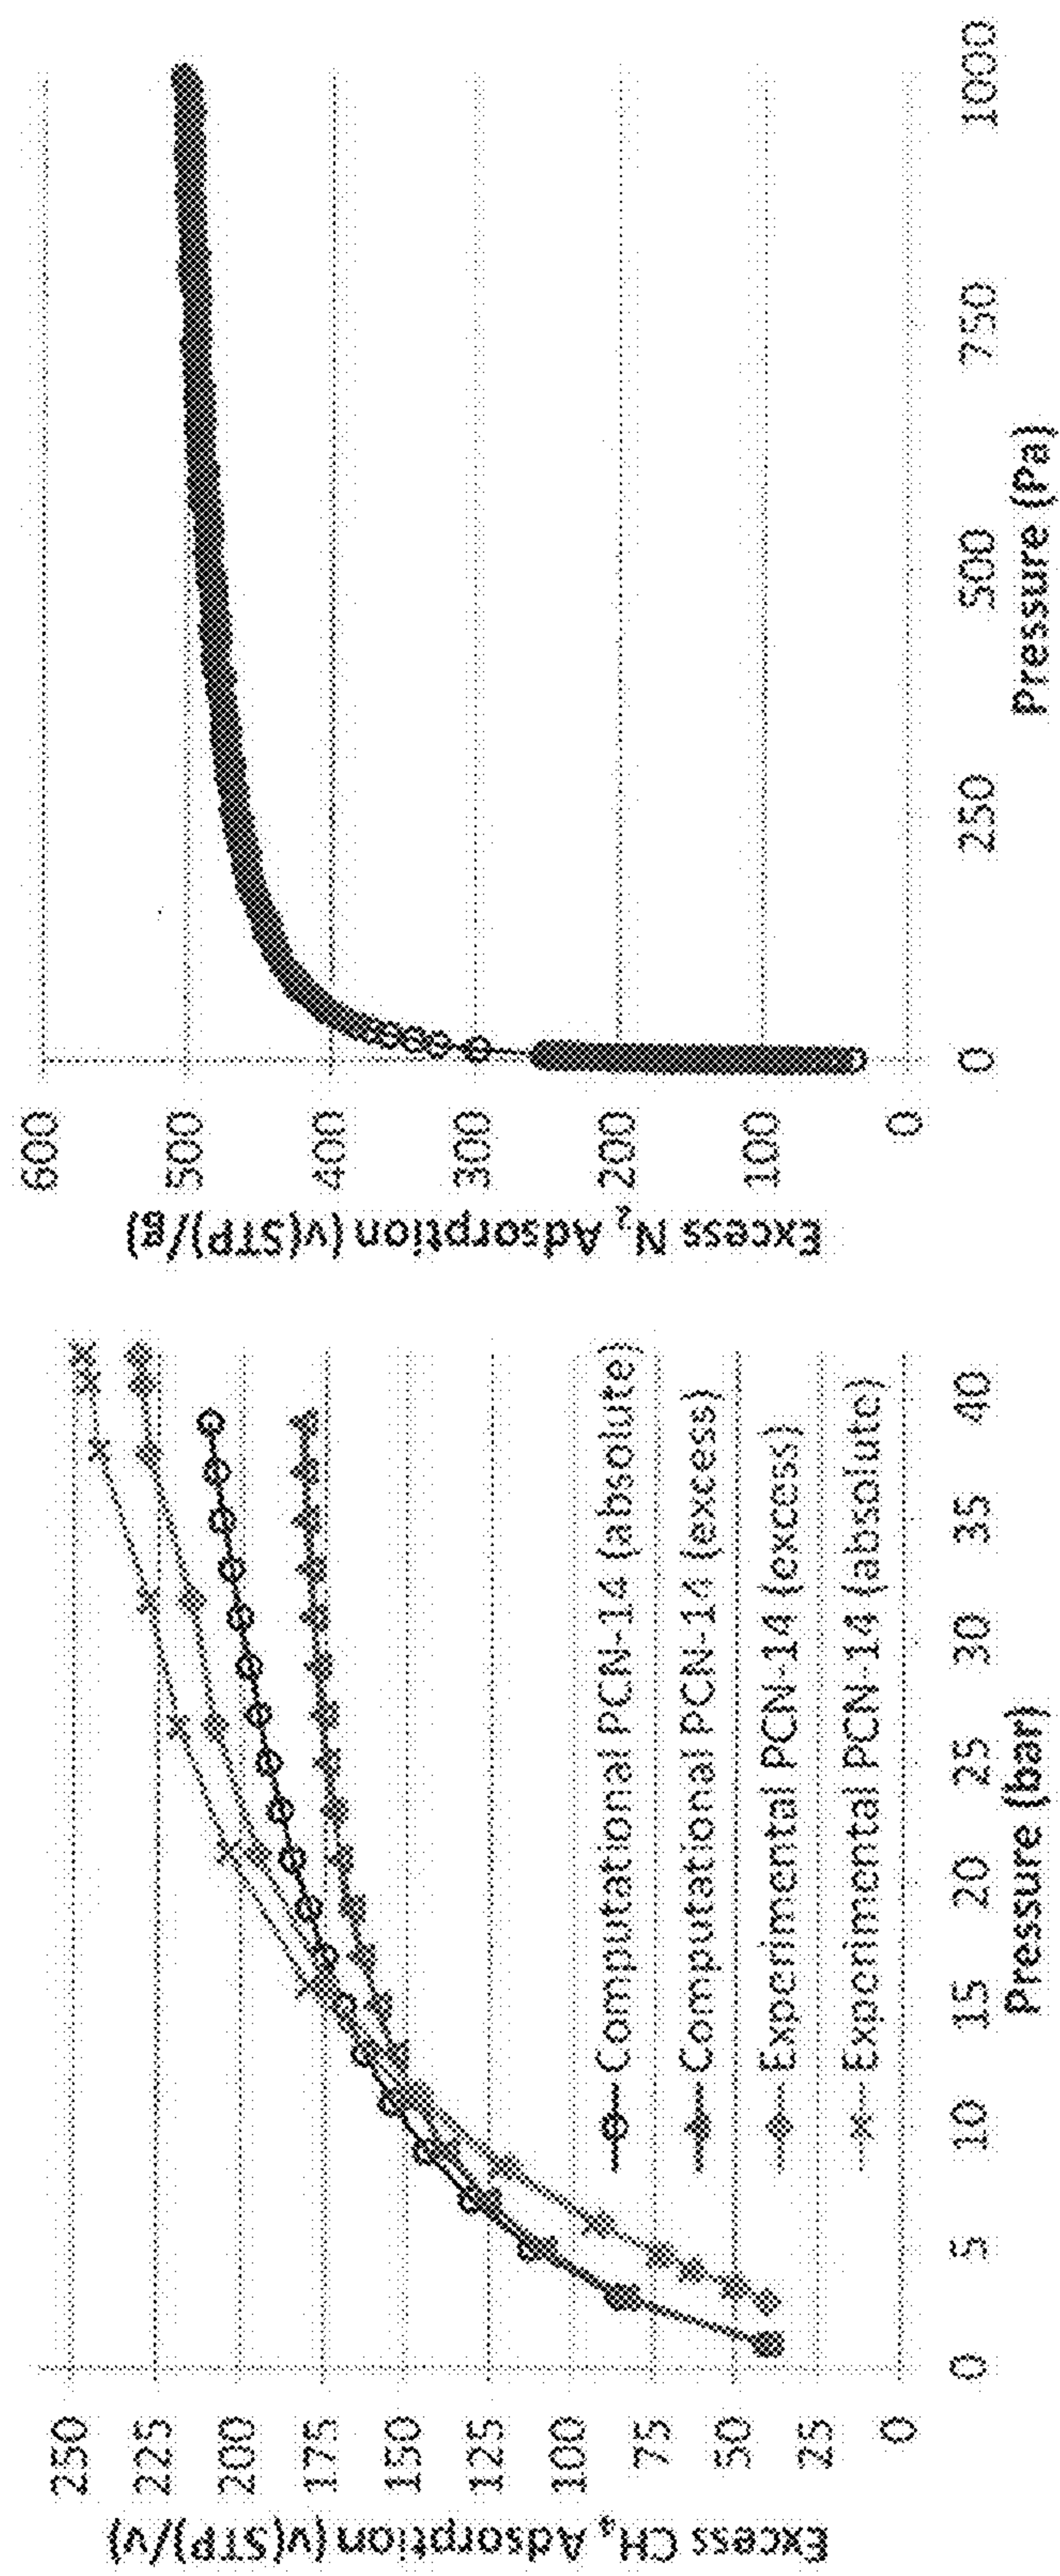 Excess CH₄ Adsorption (v(STP)/v)
250
225
200
175
150
125
100
75
50
25
0
Computational PCN-14 (absolute)
Computational PCN-14 (excess)
Experimental PCN-14 (excess)
Experimental PCN-14 (absolute)
0 5 10 15 20 25 30 35 40
Pressure (bar)
Excess N₂ Adsorption (v(STP)/g)
600
500
400
300
200
100
0
0 250 500 750 1000
Pressure (Pa)